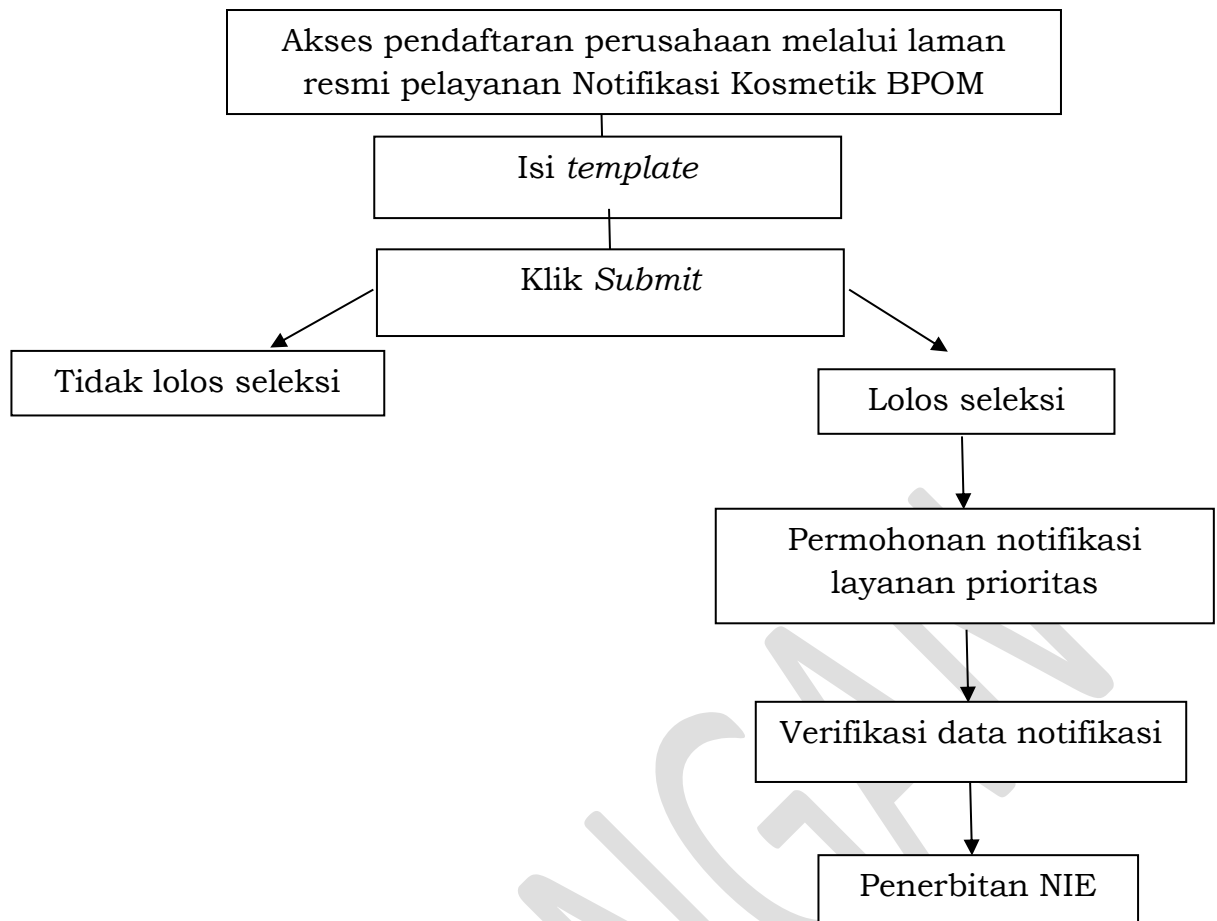 Akses pendaftaran perusahaan melalui laman
resmi pelayanan Notifikasi Kosmetik BPOM
Isi template
Klik Submit
Tidak lolos seleksi
Lolos seleksi
Permohonan notifikasi
layanan prioritas
Verifikasi data notifikasi
Penerbitan NIE
NGAN